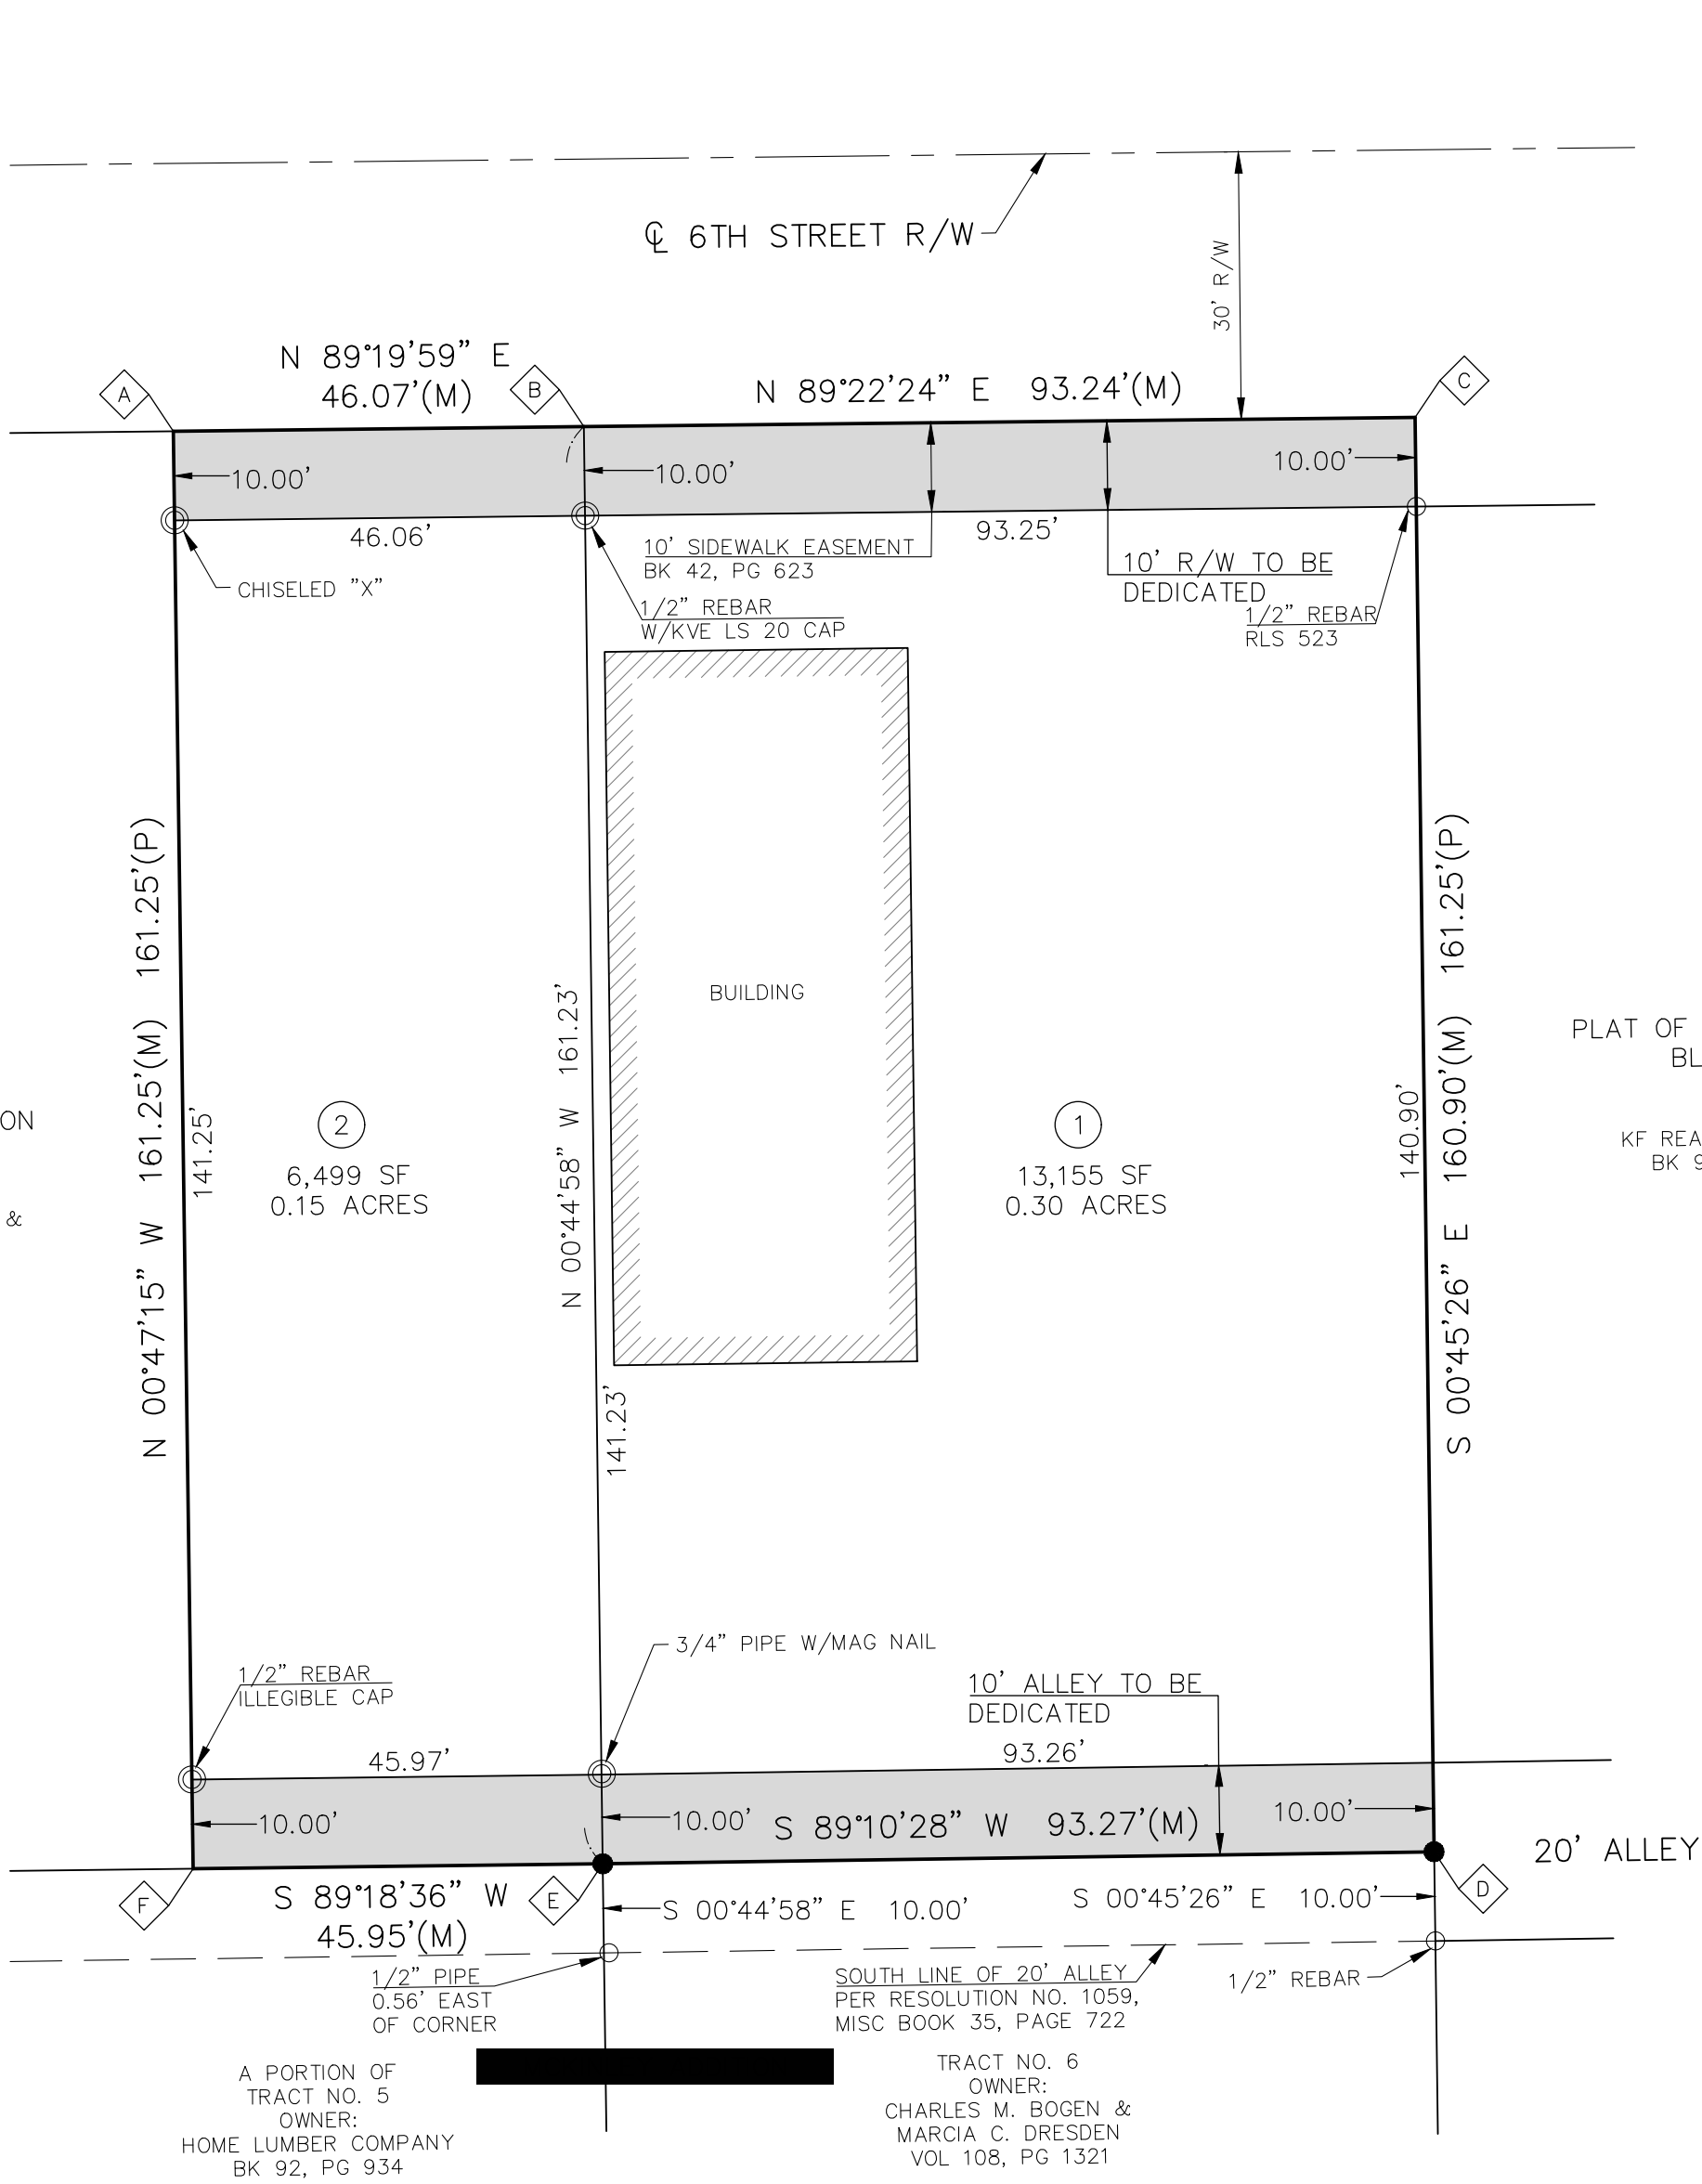 ℄ 6TH STREET R/W
30' R/W
N 89°19'59" E
46.07'(M)
N 89°22'24" E 93.24'(M)
A
B
C
10.00'
10.00'
10.00'
46.06'
93.25'
CHISELED "X"
10' SIDEWALK EASEMENT
BK 42, PG 623
10' R/W TO BE
DEDICATED
1/2" REBAR
W/KVE LS 20 CAP
1/2" REBAR
RLS 523
N 00°47'15" W 161.25'(M) 161.25'(P)
141.25'
N 00°44'58" W 161.23'
141.23'
BUILDING
140.90'
S 00°45'26" E 160.90'(M) 161.25'(P)
PLAT OF
BL
KF REA
BK 9
ON
&
2
6,499 SF
0.15 ACRES
1
13,155 SF
0.30 ACRES
3/4" PIPE W/MAG NAIL
1/2" REBAR
ILLEGIBLE CAP
10' ALLEY TO BE
DEDICATED
45.97'
93.26'
10.00'
10.00'
10.00'
S 89°10'28" W 93.27'(M)
20' ALLEY
F
E
D
S 89°18'36" W
45.95'(M)
S 00°44'58" E 10.00'
S 00°45'26" E 10.00'
1/2" PIPE
0.56' EAST
OF CORNER
SOUTH LINE OF 20' ALLEY
PER RESOLUTION NO. 1059,
MISC BOOK 35, PAGE 722
1/2" REBAR
A PORTION OF
TRACT NO. 5
OWNER:
HOME LUMBER COMPANY
BK 92, PG 934
TRACT NO. 6
OWNER:
CHARLES M. BOGEN &
MARCIA C. DRESDEN
VOL 108, PG 1321